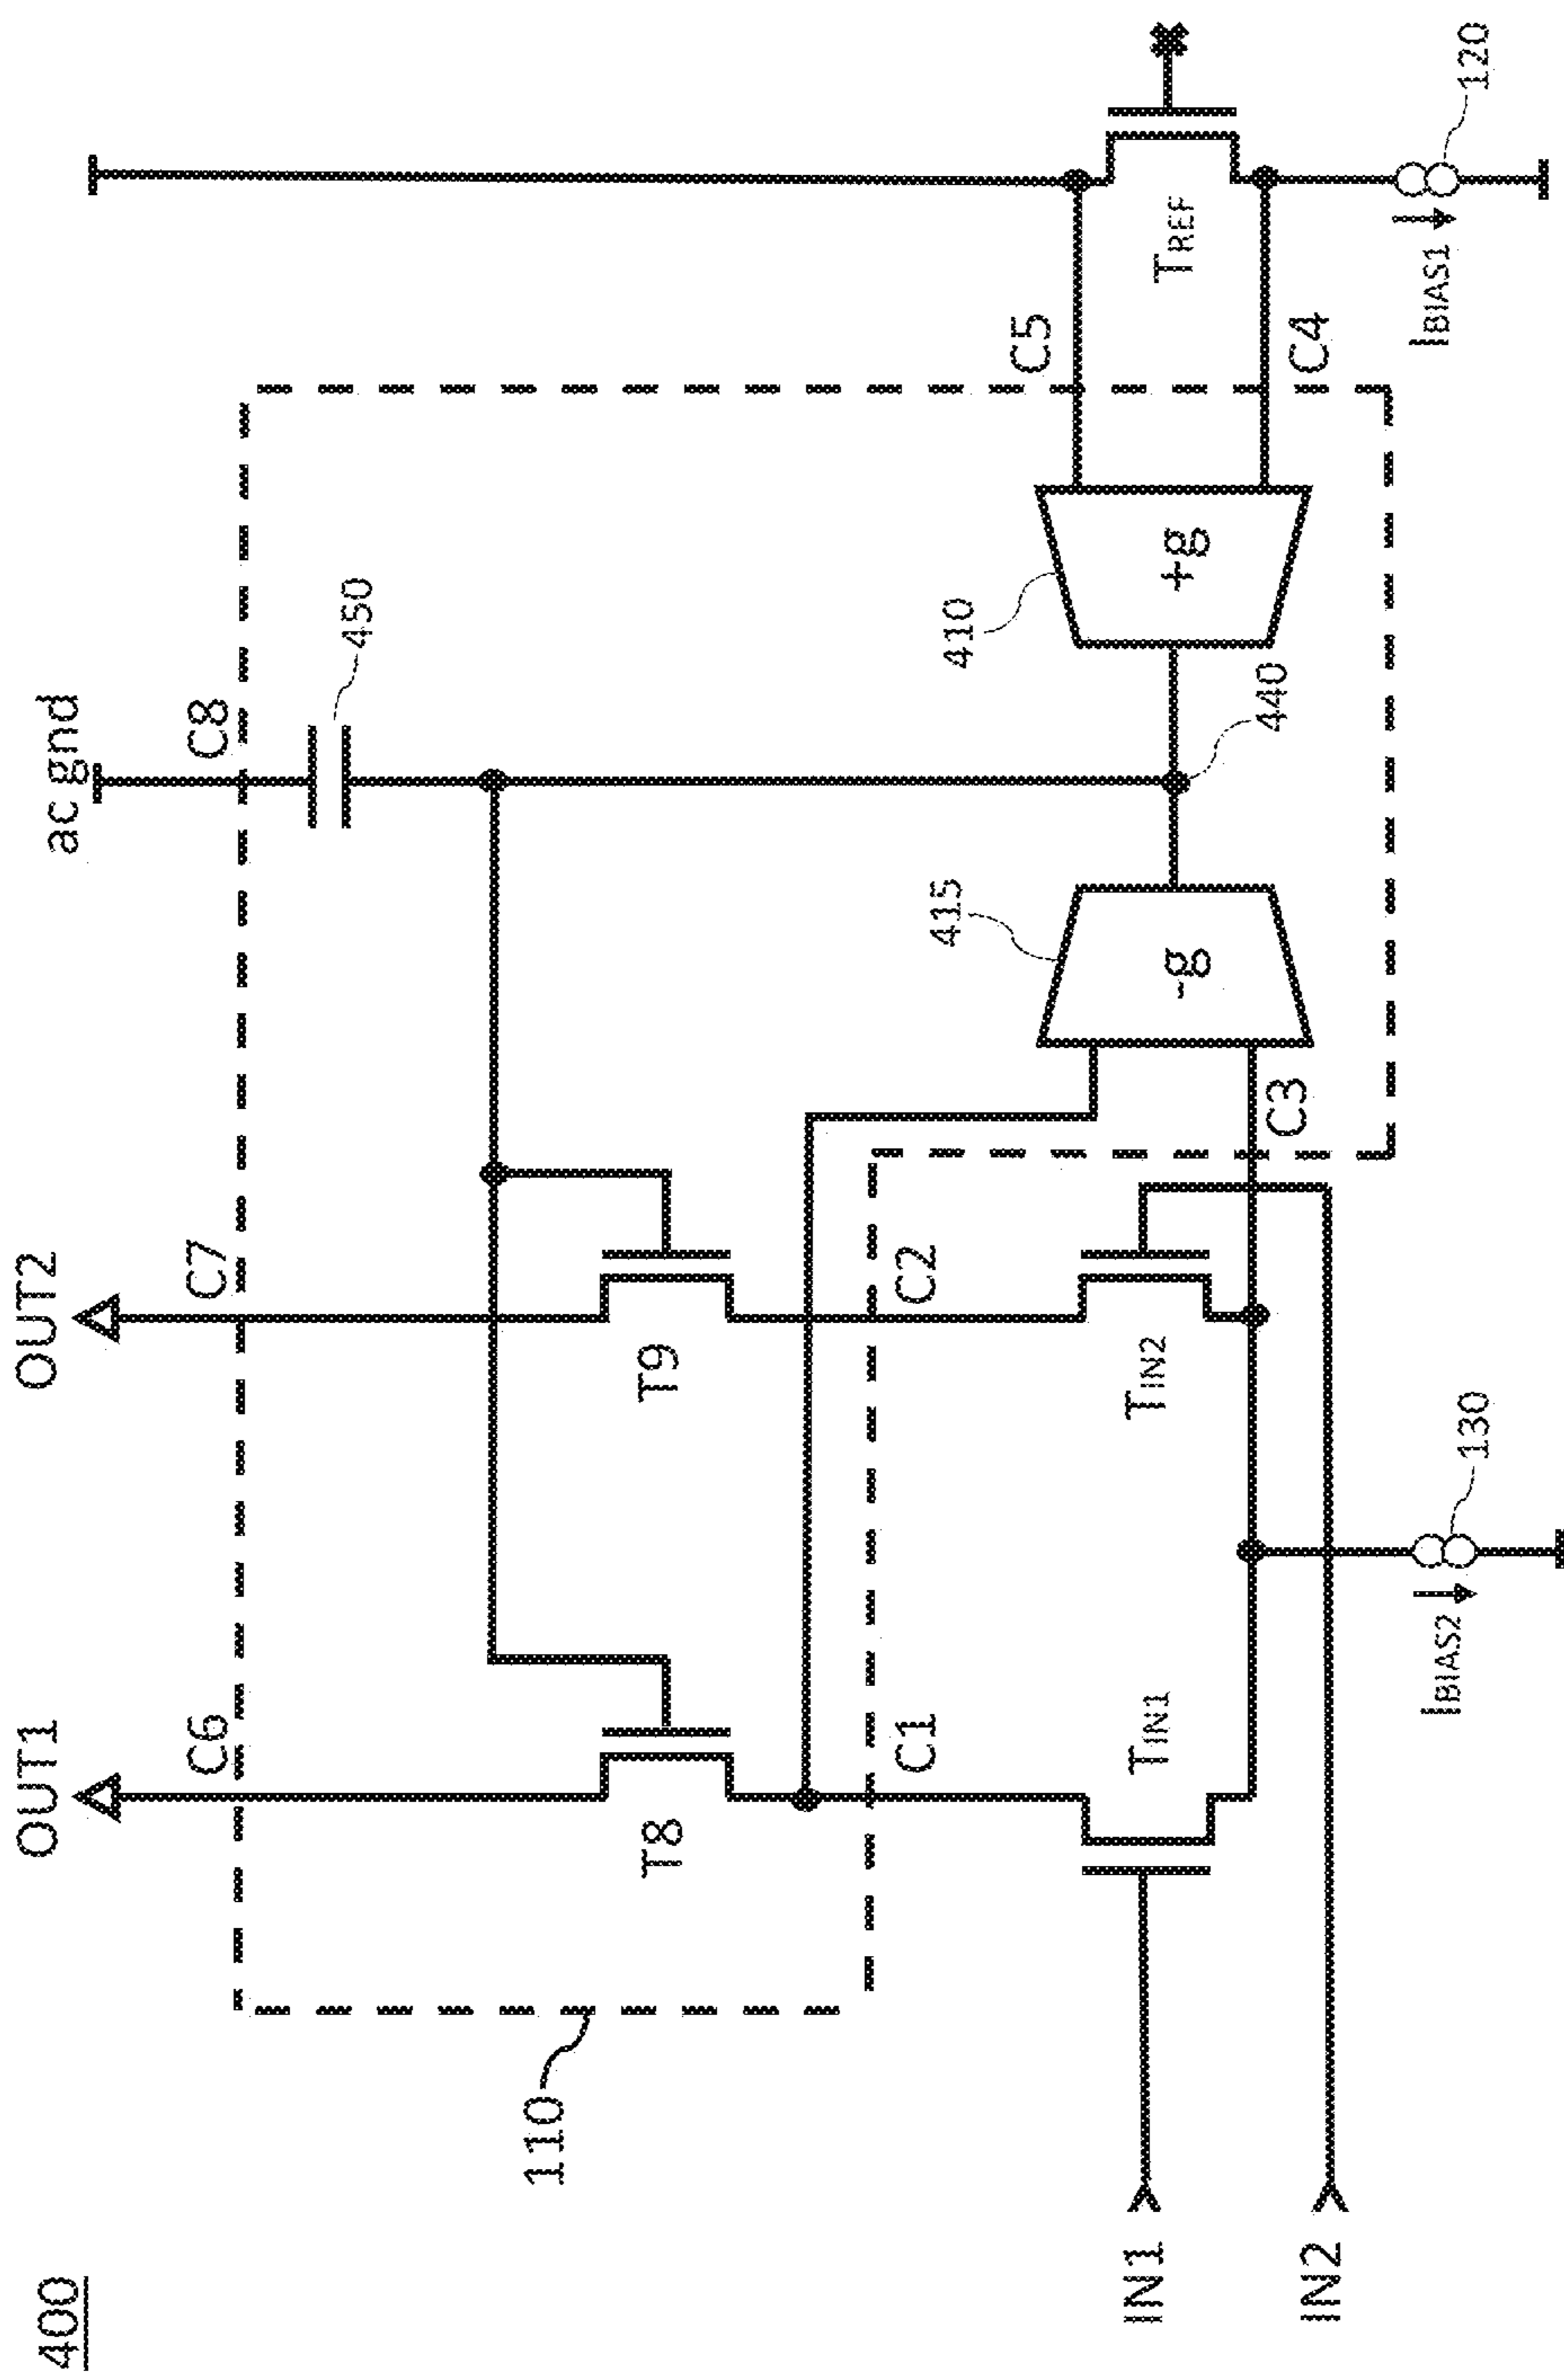 400
OUT1
OUT2
ac gnd
C6
C7
C8
450
110
T8
T9
C1
C2
415
410
C5
IN1
TIN1
TIN2
-g
+g
TREF
C3
440
C4
IN2
IBIAS2
130
IBIAS1
120